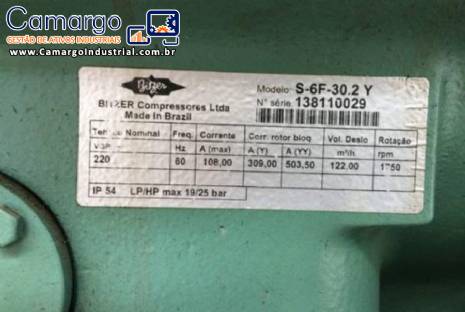 Camargo
GESTÃO DE ATIVOS INDUSTRIAIS
www.CamargoIndustrial.com.br
Bitzer
Modelo: S-6F-30.2 Y
BITZER Compressores Ltda
Nº série: 138110029
Made in Brazil
Nominal Freq. Corrente Corr. rotor bloq Vol. Deslo Rotação
Hz A (max) A (Y) A (YY) m³/h rpm
220 60 108,00 309,00 503,50 122,00 1750
IP 54 LP/HP max 19/25 bar